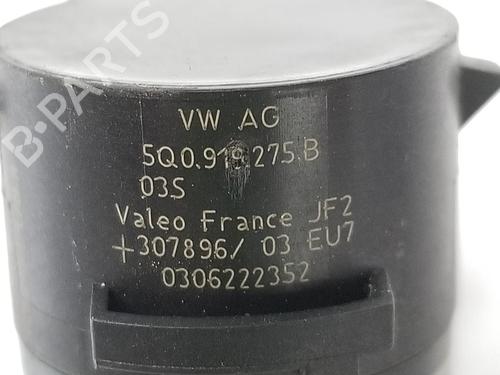 B-PARTS
VW AG
5Q0.919.275.B
03S
Valeo France JF2
+307896/ 03 EU7
0306222352